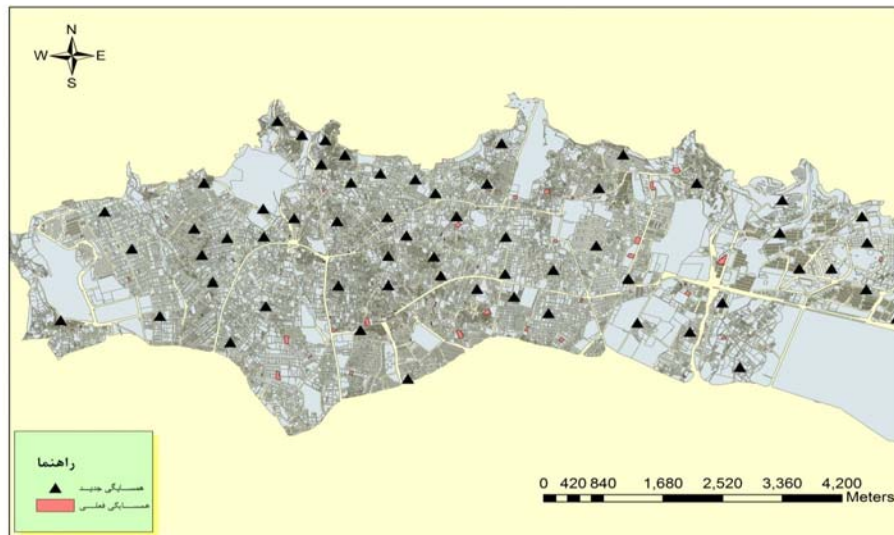 N
W E
S
راهنما
همسایگی جدید
همسایگی فعلی
0 420 840 1,680 2,520 3,360 4,200
Meters